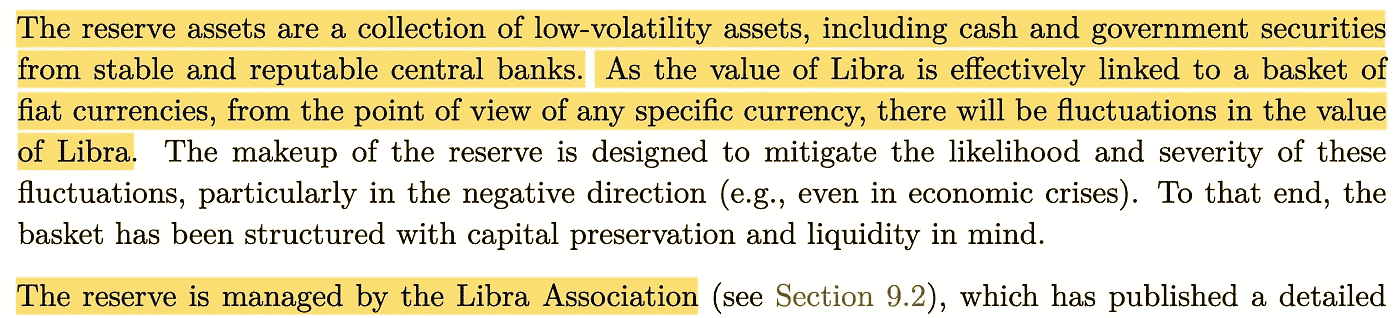 The reserve assets are a collection of low-volatility assets, including cash and government securities
from stable and reputable central banks. As the value of Libra is effectively linked to a basket of
fiat currencies, from the point of view of any specific currency, there will be fluctuations in the value
of Libra. The makeup of the reserve is designed to mitigate the likelihood and severity of these
fluctuations, particularly in the negative direction (e.g., even in economic crises). To that end, the
basket has been structured with capital preservation and liquidity in mind.
The reserve is managed by the Libra Association (see Section 9.2), which has published a detailed